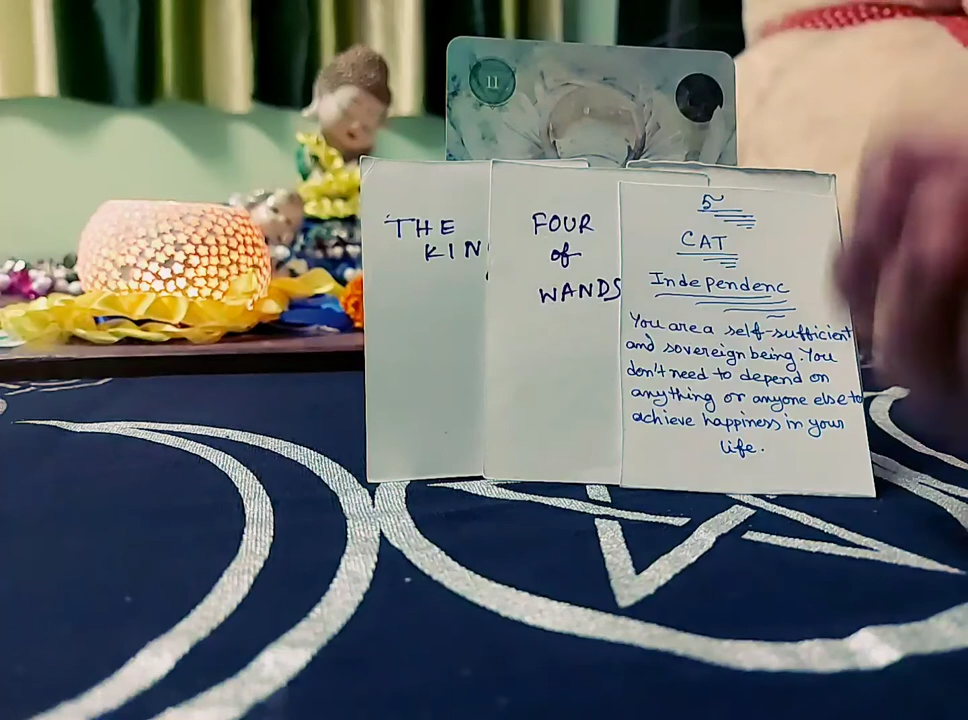 11
THE
KIN
FOUR
of
WANDS
5
CAT
Independenc
You are a self-sufficient
and sovereign being. You
don't need to depend on
anything or anyone else to
achieve happiness in your
life.